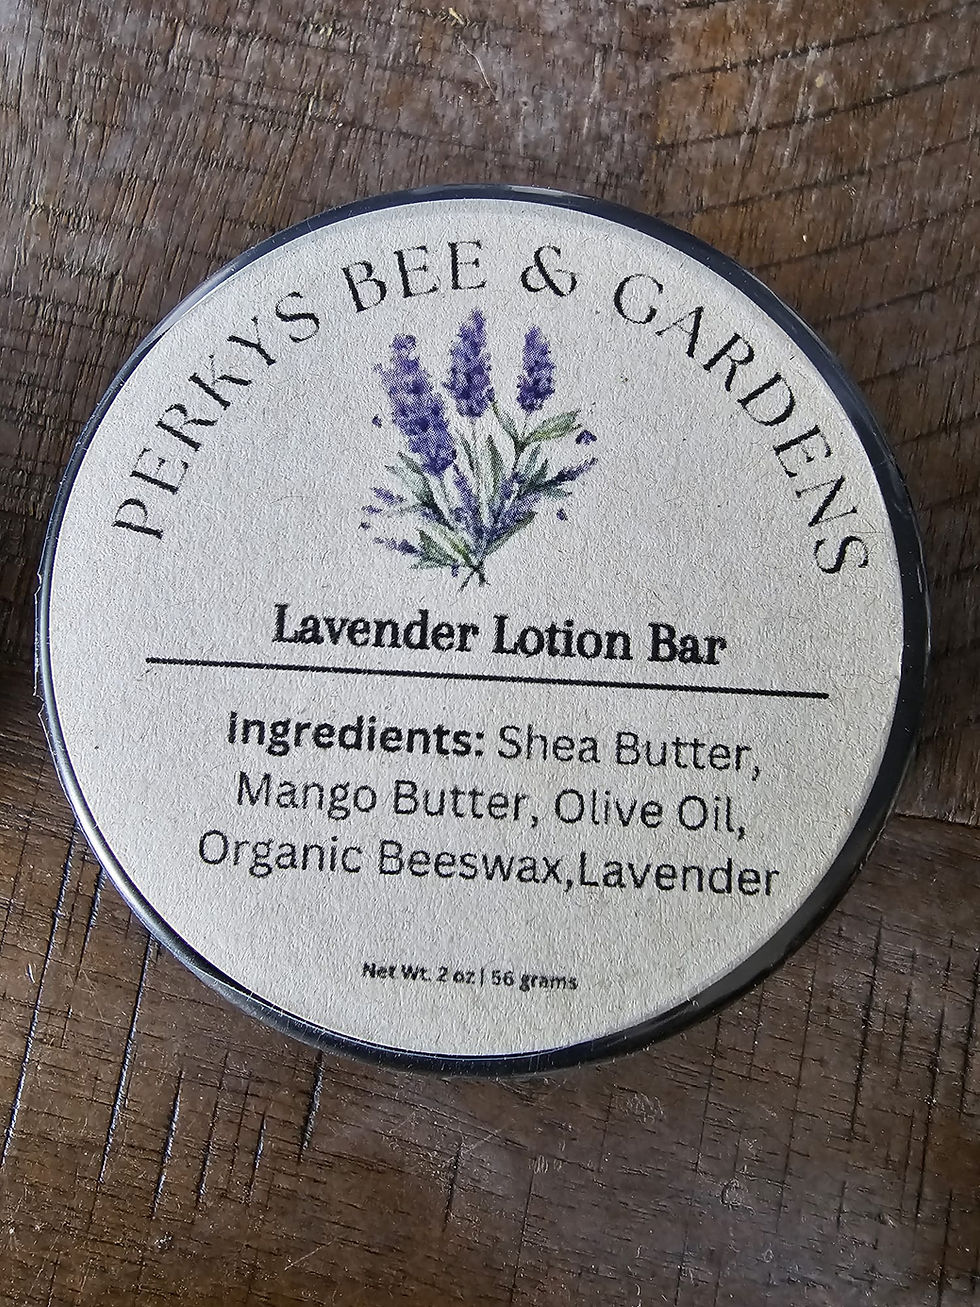 PERKYS BEE & GARDENS
Lavender Lotion Bar
Ingredients: Shea Butter,
Mango Butter, Olive Oil,
Organic Beeswax,Lavender
Net Wt. 2 oz | 56 grams